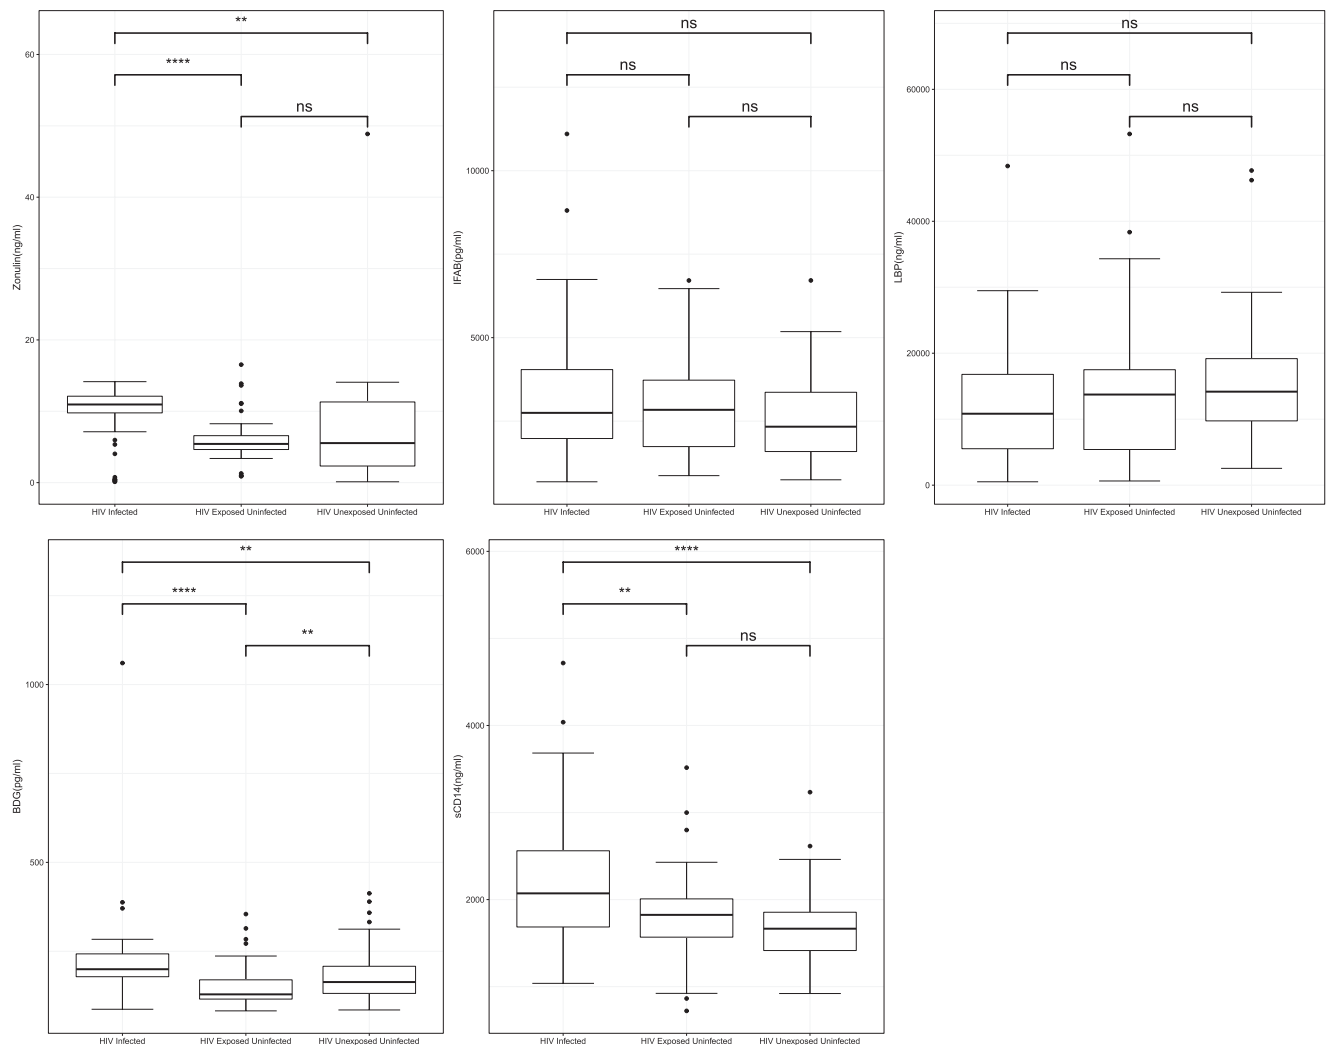 **
****
ns
60
40
20
0
Zonulin(ng/ml)
HIV Infected
HIV Exposed Uninfected
HIV Unexposed Uninfected
ns
ns
ns
10000
5000
IFAB(pg/ml)
HIV Infected
HIV Exposed Uninfected
HIV Unexposed Uninfected
ns
ns
ns
60000
40000
20000
0
LBP(ng/ml)
HIV Infected
HIV Exposed Uninfected
HIV Unexposed Uninfected
**
****
**
1000
500
BDG(pg/ml)
HIV Infected
HIV Exposed Uninfected
HIV Unexposed Uninfected
****
**
ns
6000
4000
2000
sCD14(ng/ml)
HIV Infected
HIV Exposed Uninfected
HIV Unexposed Uninfected